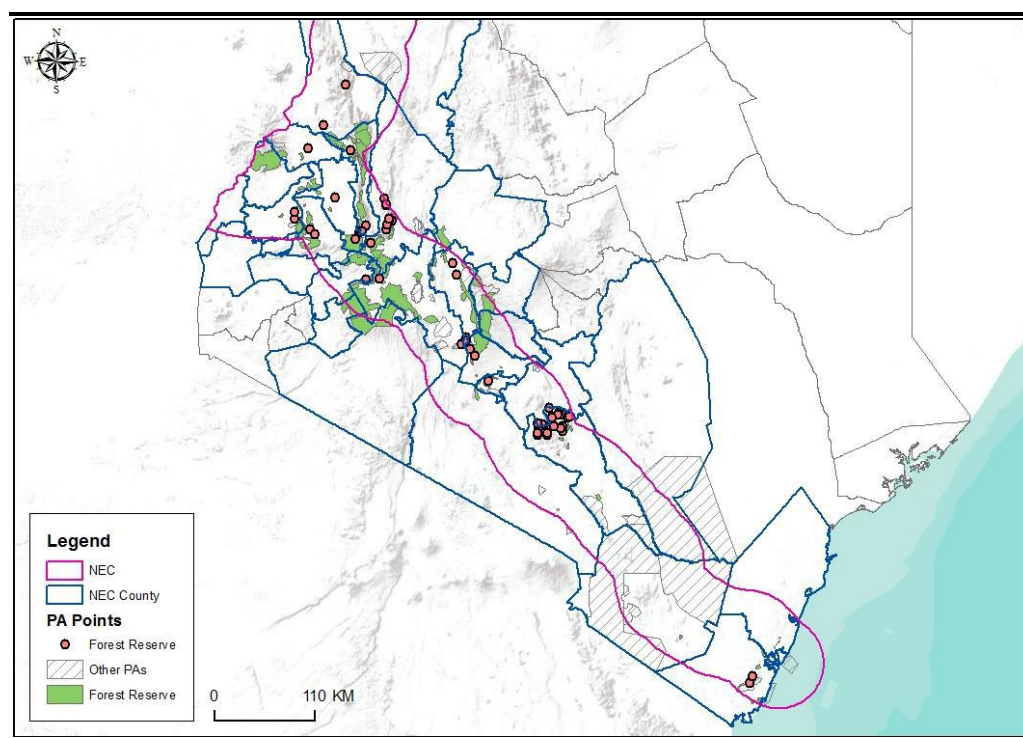 N
W E
S
Legend
NEC
NEC County
PA Points
Forest Reserve
Other PAs
Forest Reserve
0 110 KM